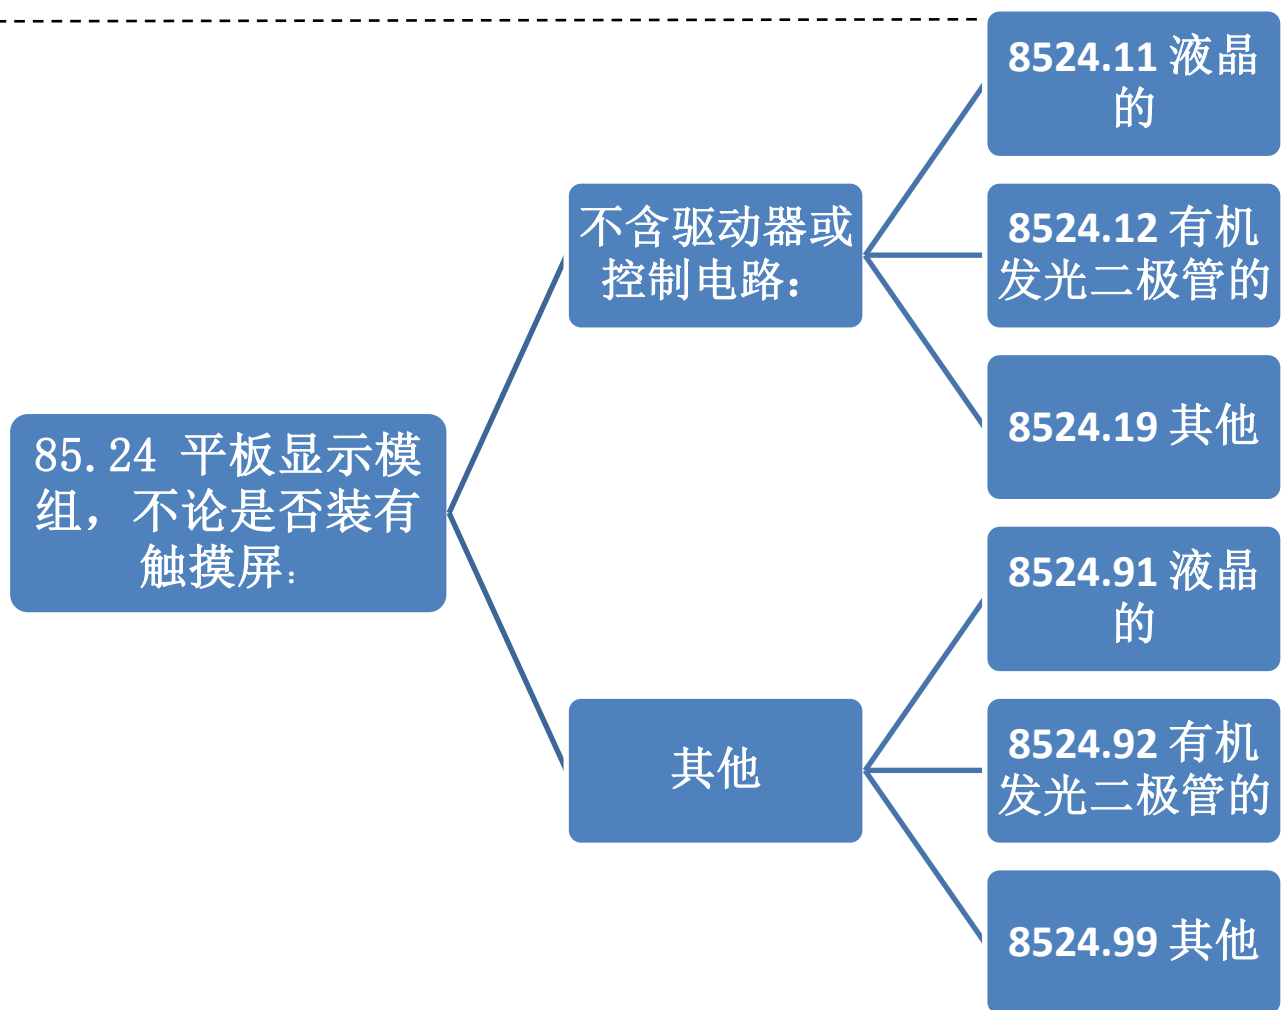 85.24 平板显示模
组，不论是否装有
触摸屏：
不含驱动器或
控制电路：
8524.11 液晶
的
8524.12 有机
发光二极管的
8524.19 其他
其他
8524.91 液晶
的
8524.92 有机
发光二极管的
8524.99 其他